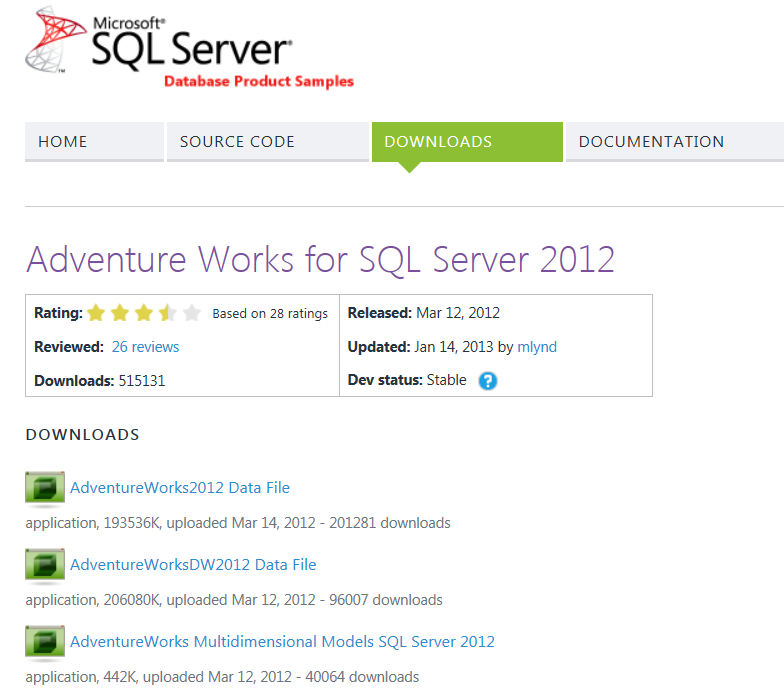 Microsoft®
SQL Server®
Database Product Samples
HOME SOURCE CODE DOWNLOADS DOCUMENTATION
Adventure Works for SQL Server 2012
Rating: Based on 28 ratings Released: Mar 12, 2012
Reviewed: 26 reviews Updated: Jan 14, 2013 by mlynd
Downloads: 515131 Dev status: Stable ?
DOWNLOADS
AdventureWorks2012 Data File
application, 193536K, uploaded Mar 14, 2012 - 201281 downloads
AdventureWorksDW2012 Data File
application, 206080K, uploaded Mar 12, 2012 - 96007 downloads
AdventureWorks Multidimensional Models SQL Server 2012
application, 442K, uploaded Mar 12, 2012 - 40064 downloads